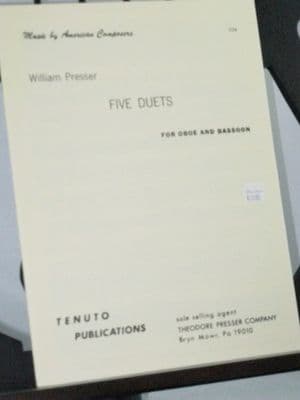 Music by American Composers
William Presser
FIVE DUETS
FOR OBOE AND BASSOON
TENUTO
PUBLICATIONS
sole selling agent
THEODORE PRESSER COMPANY
Bryn Mawr, Pa 19010